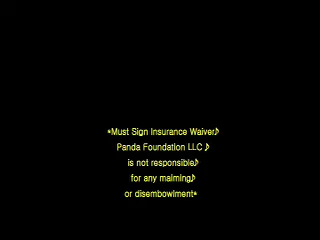 *Must Sign Insurance Waiver♪
Panda Foundation LLC ♪
is not responsible♪
for any maiming♪
or disembowlment*